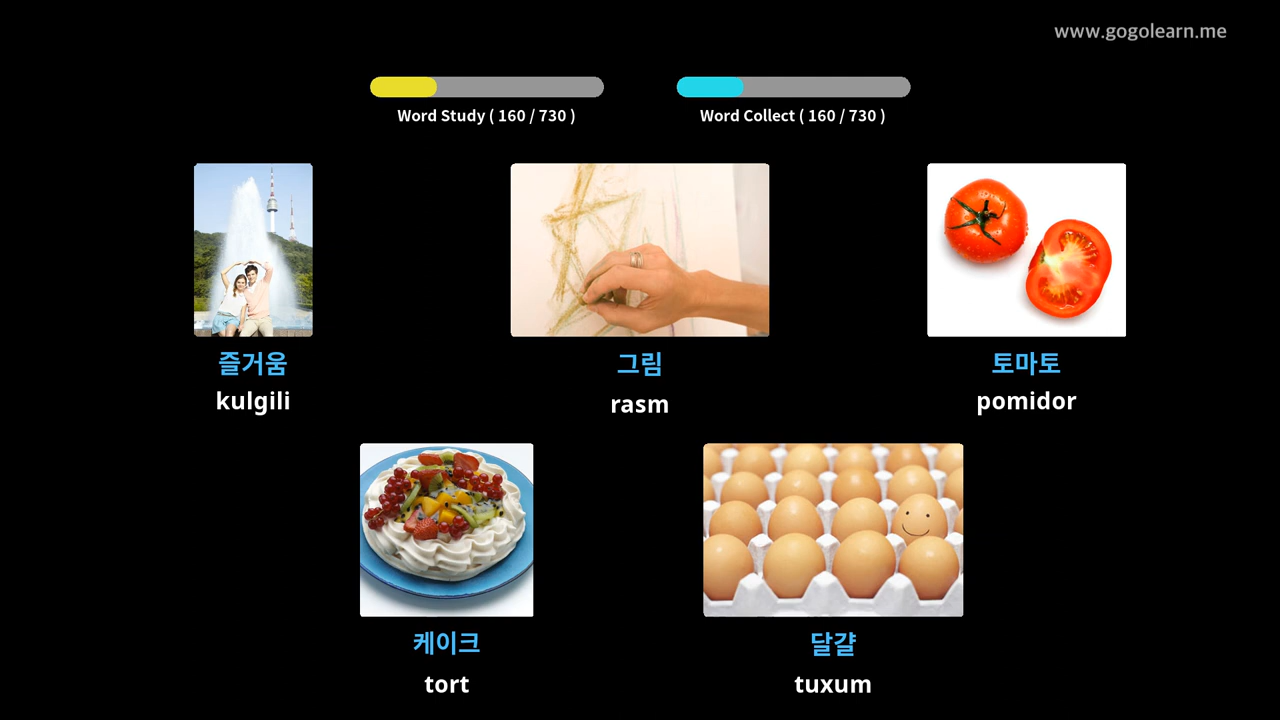 www.gogolearn.me
Word Study ( 160 / 730 )
Word Collect ( 160 / 730 )
즐거움
kulgili
그림
rasm
토마토
pomidor
케이크
tort
달걀
tuxum